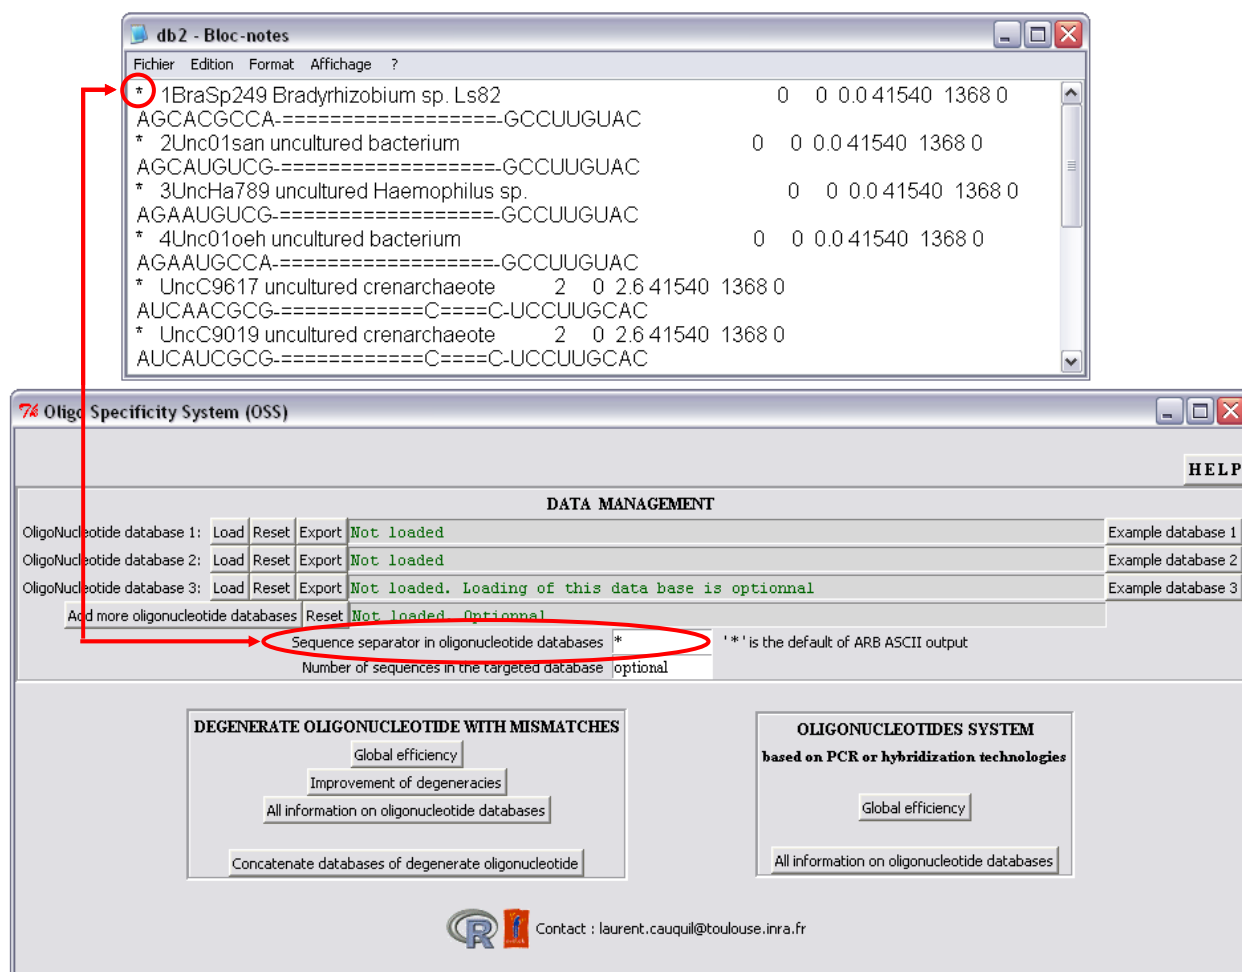 db2 - Bloc-notes
Fichier Edition Format Affichage ?
* 1BraSp249 Bradyrhizobium sp. Ls82 0 0 0.0 41540 1368 0
AGCACGCCA-==================-GCCUUGUAC
* 2Unc01san uncultured bacterium 0 0 0.0 41540 1368 0
AGCAUGUCG-==================-GCCUUGUAC
* 3UncHa789 uncultured Haemophilus sp. 0 0 0.0 41540 1368 0
AGAAUGUCG-==================-GCCUUGUAC
* 4Unc01oeh uncultured bacterium 0 0 0.0 41540 1368 0
AGAAUGCCA-==================-GCCUUGUAC
* UncC9617 uncultured crenarchaeote 2 0 2.6 41540 1368 0
AUCAACGCG-============C====C-UCCUUGCAC
* UncC9019 uncultured crenarchaeote 2 0 2.6 41540 1368 0
AUCAUCGCG-============C====C-UCCUUGCAC
Oligo Specificity System (OSS)
HELP
DATA MANAGEMENT
OligoNucleotide database 1: Load Reset Export Not loaded Example database 1
OligoNucleotide database 2: Load Reset Export Not loaded Example database 2
OligoNucleotide database 3: Load Reset Export Not loaded. Loading of this data base is optionnal Example database 3
Add more oligonucleotide databases Reset Not loaded. Optionnal
Sequence separator in oligonucleotide databases * '*' is the default of ARB ASCII output
Number of sequences in the targeted database optional
DEGENERATE OLIGONUCLEOTIDE WITH MISMATCHES
Global efficiency
Improvement of degeneracies
All information on oligonucleotide databases
Concatenate databases of degenerate oligonucleotide
OLIGONUCLEOTIDES SYSTEM
based on PCR or hybridization technologies
Global efficiency
All information on oligonucleotide databases
R Contact : laurent.cauquil@toulouse.inra.fr